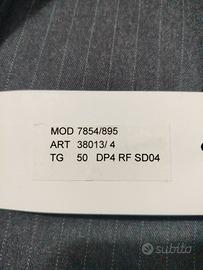 MOD 7854/895
ART 38013/ 4
TG 50 DP4 RF SD04
subito